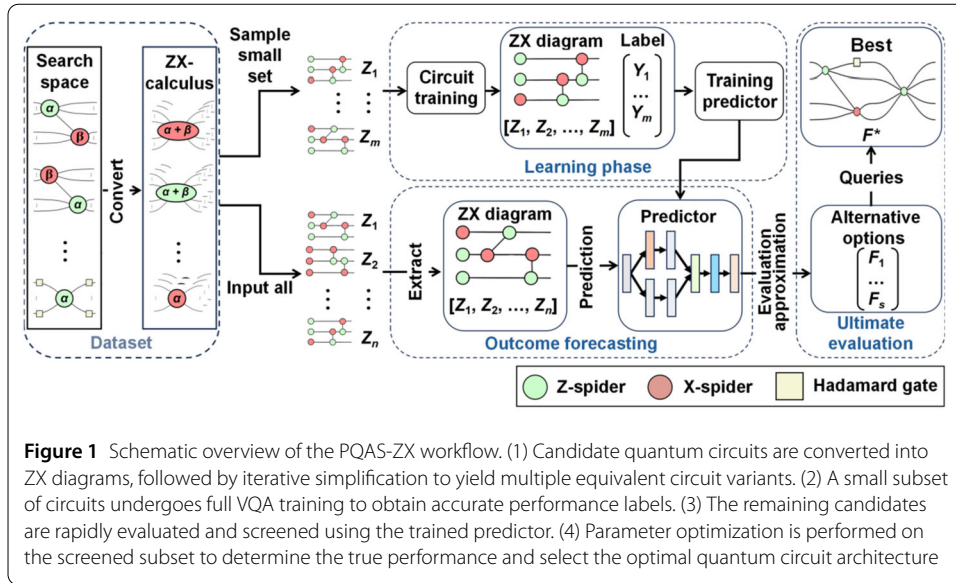 Search
space
α
β
β
α
⋮
α
Convert
ZX-
calculus
α + β
α + β
⋮
α
Dataset
Sample
small
set
Input all
Z1
⋮ ⋮
Zm
Circuit
training
ZX diagram
[Z1, Z2, ..., Zm]
Label
Y1
...
Ym
Training
predictor
Learning phase
Z1
Z2
⋮ ⋮
Zn
Extract
ZX diagram
[Z1, Z2, ..., Zn]
Prediction
Predictor
Outcome forecasting
Evaluation
approximation
Best
F*
Queries
Alternative
options
F1
...
Fs
Ultimate
evaluation
Z-spider
X-spider
Hadamard gate
Figure 1 Schematic overview of the PQAS-ZX workflow. (1) Candidate quantum circuits are converted into
ZX diagrams, followed by iterative simplification to yield multiple equivalent circuit variants. (2) A small subset
of circuits undergoes full VQA training to obtain accurate performance labels. (3) The remaining candidates
are rapidly evaluated and screened using the trained predictor. (4) Parameter optimization is performed on
the screened subset to determine the true performance and select the optimal quantum circuit architecture